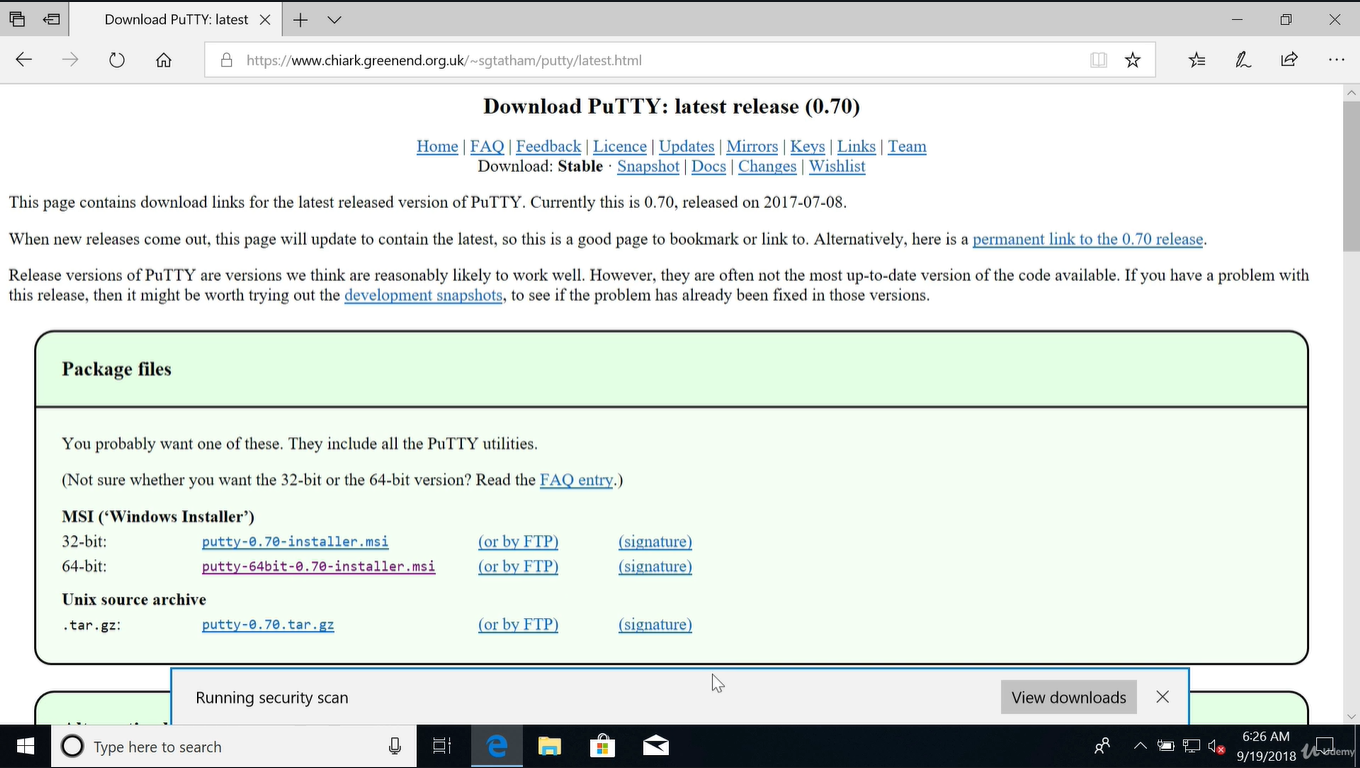 Download PuTTY: latest
https://www.chiark.greenend.org.uk/~sgtatham/putty/latest.html
Download PuTTY: latest release (0.70)
Home | FAQ | Feedback | Licence | Updates | Mirrors | Keys | Links | Team
Download: Stable · Snapshot | Docs | Changes | Wishlist
This page contains download links for the latest released version of PuTTY. Currently this is 0.70, released on 2017-07-08.
When new releases come out, this page will update to contain the latest, so this is a good page to bookmark or link to. Alternatively, here is a permanent link to the 0.70 release.
Release versions of PuTTY are versions we think are reasonably likely to work well. However, they are often not the most up-to-date version of the code available. If you have a problem with
this release, then it might be worth trying out the development snapshots, to see if the problem has already been fixed in those versions.
Package files
You probably want one of these. They include all the PuTTY utilities.
(Not sure whether you want the 32-bit or the 64-bit version? Read the FAQ entry.)
MSI (‘Windows Installer’)
32-bit: putty-0.70-installer.msi (or by FTP) (signature)
64-bit: putty-64bit-0.70-installer.msi (or by FTP) (signature)
Unix source archive
.tar.gz: putty-0.70.tar.gz (or by FTP) (signature)
Running security scan View downloads
Type here to search
6:26 AM
9/19/2018
Udemy